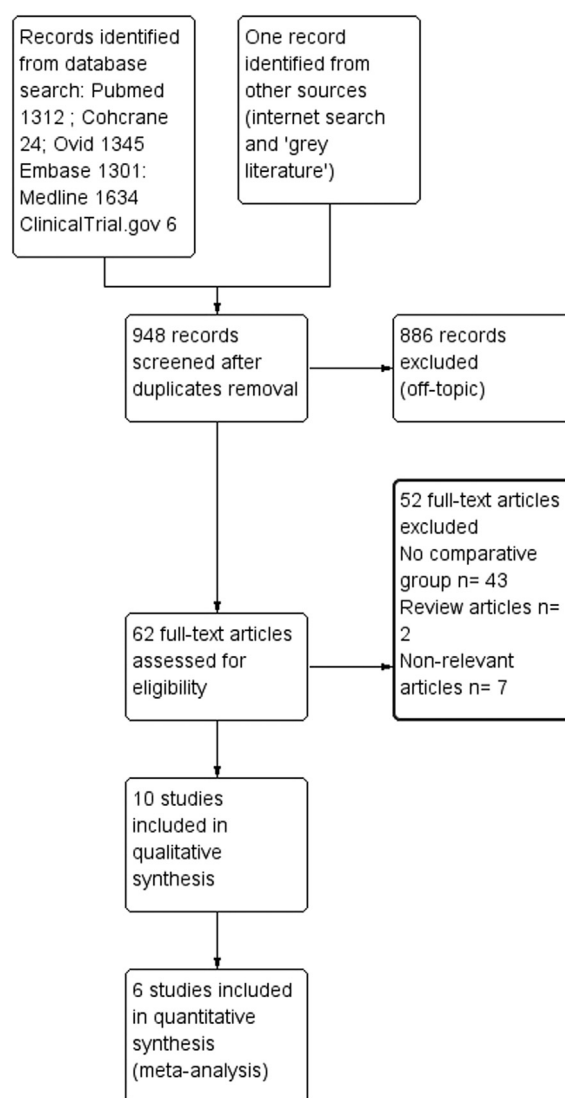 Records identified
from database
search: Pubmed
1312 ; Cohcrane
24; Ovid 1345
Embase 1301:
Medline 1634
ClinicalTrial.gov 6
One record
identified from
other sources
(internet search
and 'grey
literature')
948 records
screened after
duplicates removal
886 records
excluded
(off-topic)
52 full-text articles
excluded
No comparative
group n= 43
Review articles n=
2
Non-relevant
articles n= 7
62 full-text articles
assessed for
eligibility
10 studies
included in
qualitative
synthesis
6 studies included
in quantitative
synthesis
(meta-analysis)